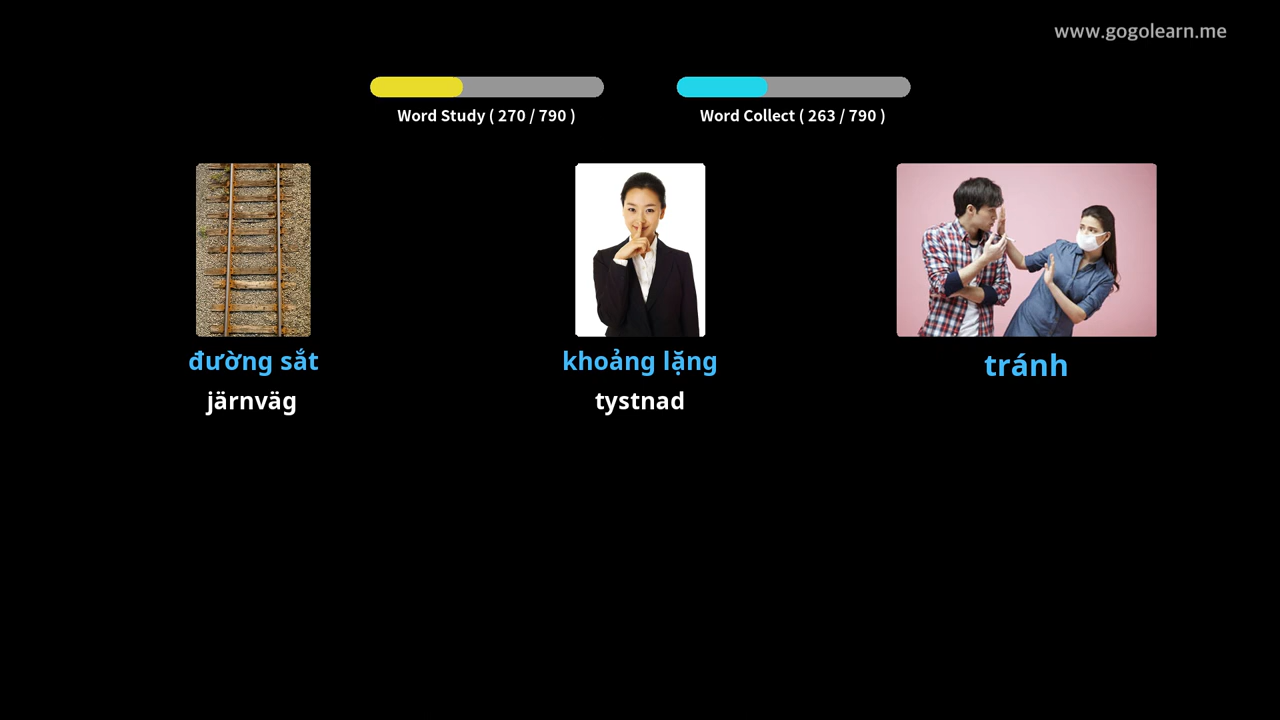 www.gogolearn.me
Word Study ( 270 / 790 )
Word Collect ( 263 / 790 )
đường sắt
järnväg
khoảng lặng
tystnad
tránh